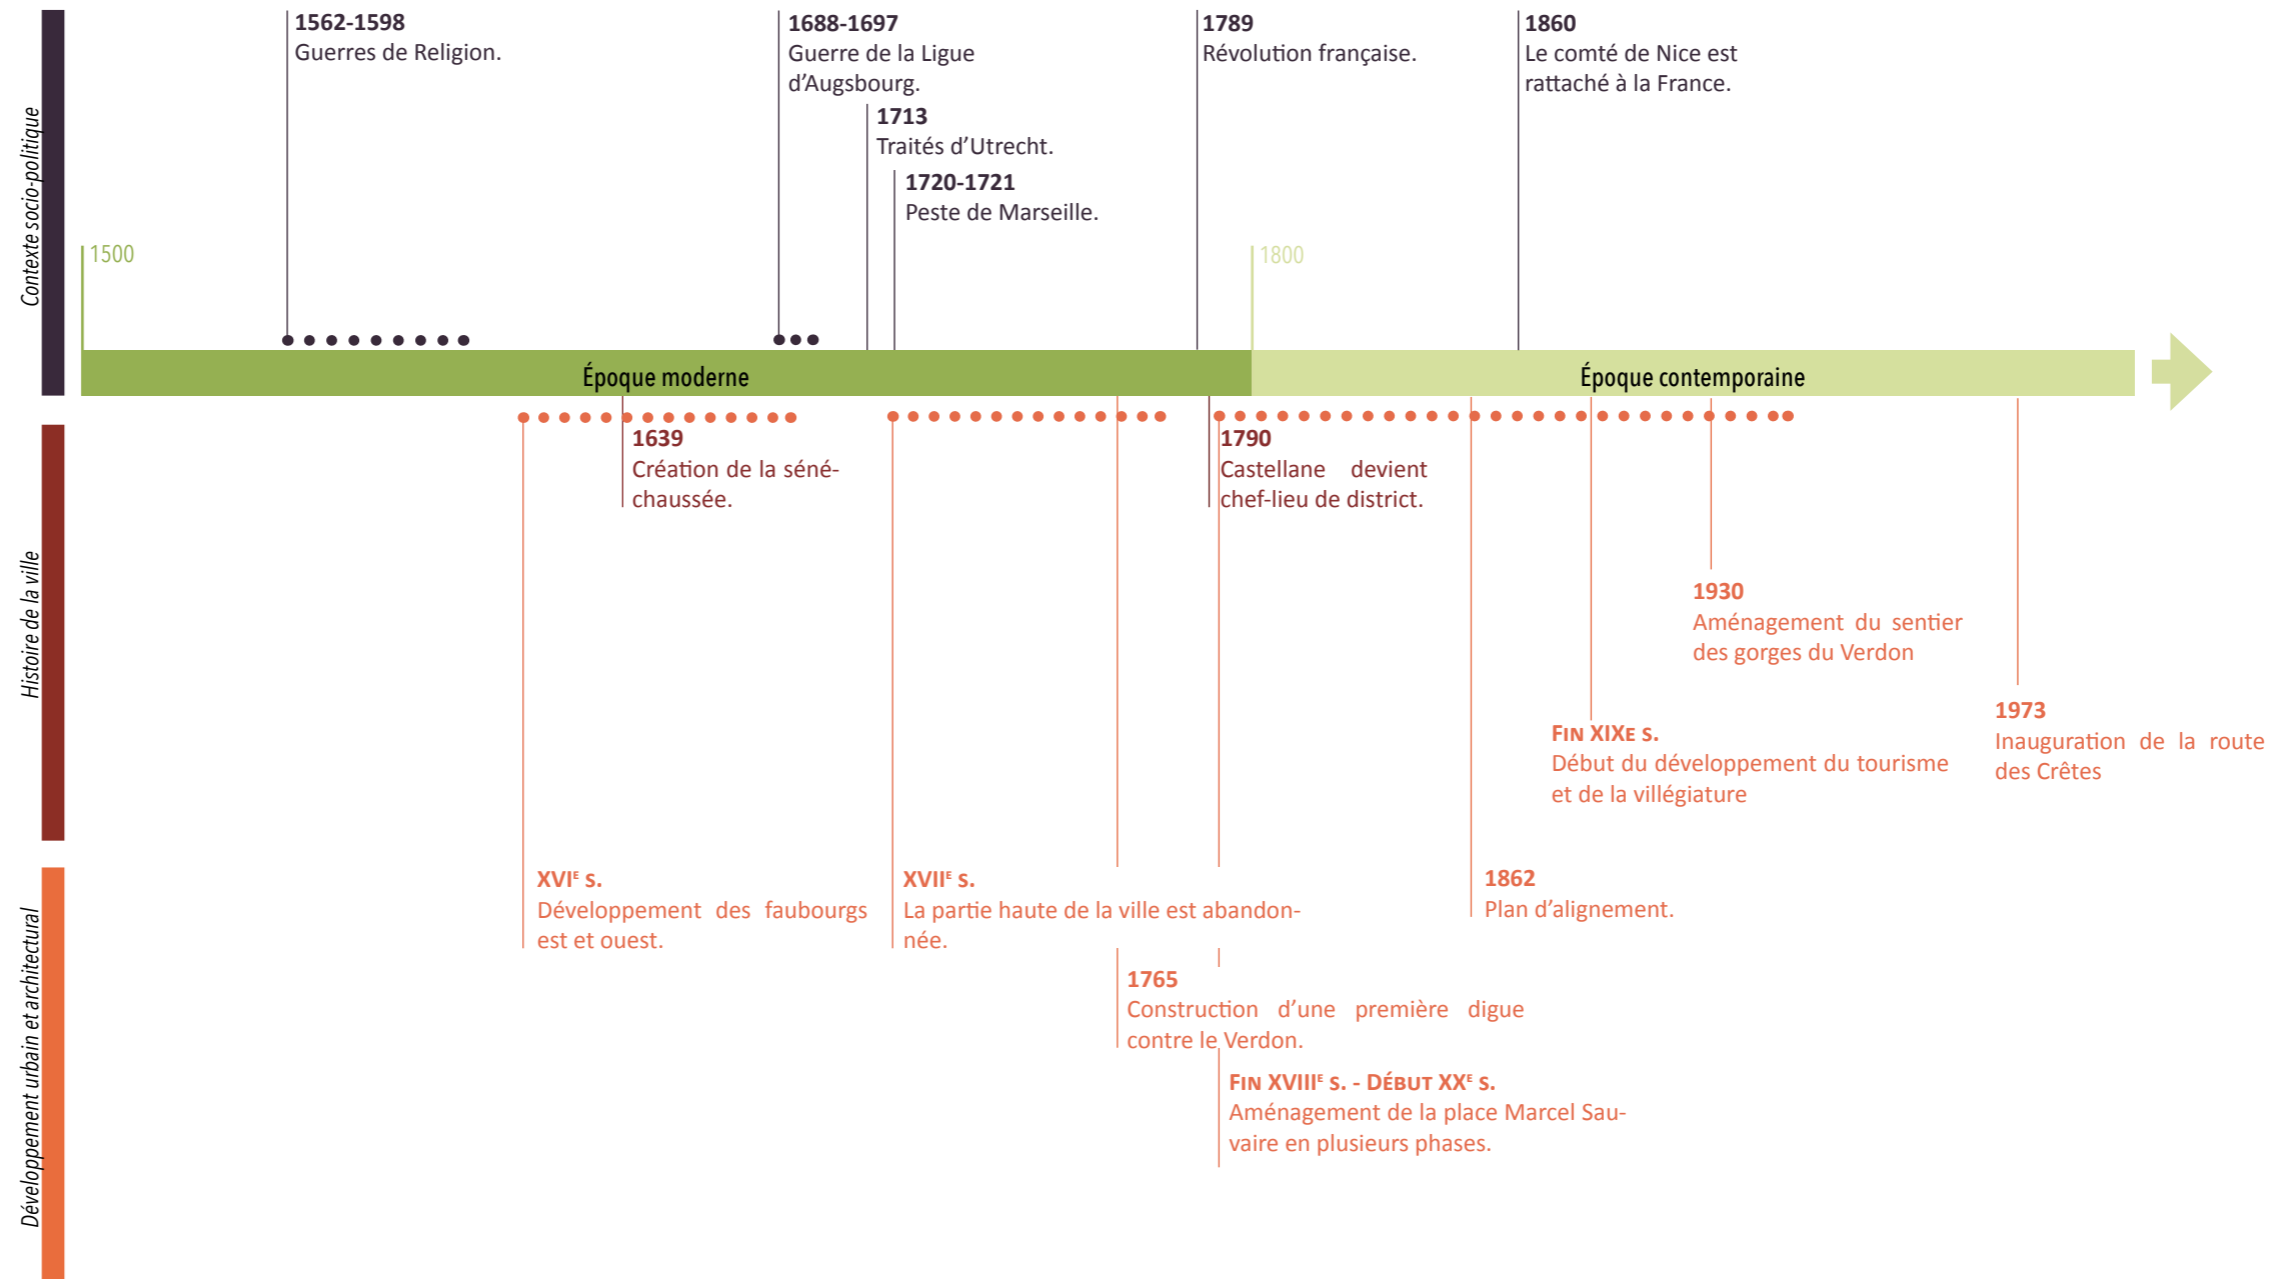 Contexte socio-politique
1562-1598
Guerres de Religion.
1688-1697
Guerre de la Ligue
d’Augsbourg.
1713
Traités d’Utrecht.
1720-1721
Peste de Marseille.
1789
Révolution française.
1860
Le comté de Nice est
rattaché à la France.
1500
1800
Époque moderne
Époque contemporaine
Histoire de la ville
1639
Création de la séné-
chaussée.
1790
Castellane devient
chef-lieu de district.
1930
Aménagement du sentier
des gorges du Verdon
1973
Inauguration de la route
des Crêtes
FIN XIXE S.
Début du développement du tourisme
et de la villégiature
Développement urbain et architectural
XVIE S.
Développement des faubourgs
est et ouest.
XVIIE S.
La partie haute de la ville est abandon-
née.
1862
Plan d’alignement.
1765
Construction d’une première digue
contre le Verdon.
FIN XVIIIE S. - DÉBUT XXE S.
Aménagement de la place Marcel Sau-
vaire en plusieurs phases.